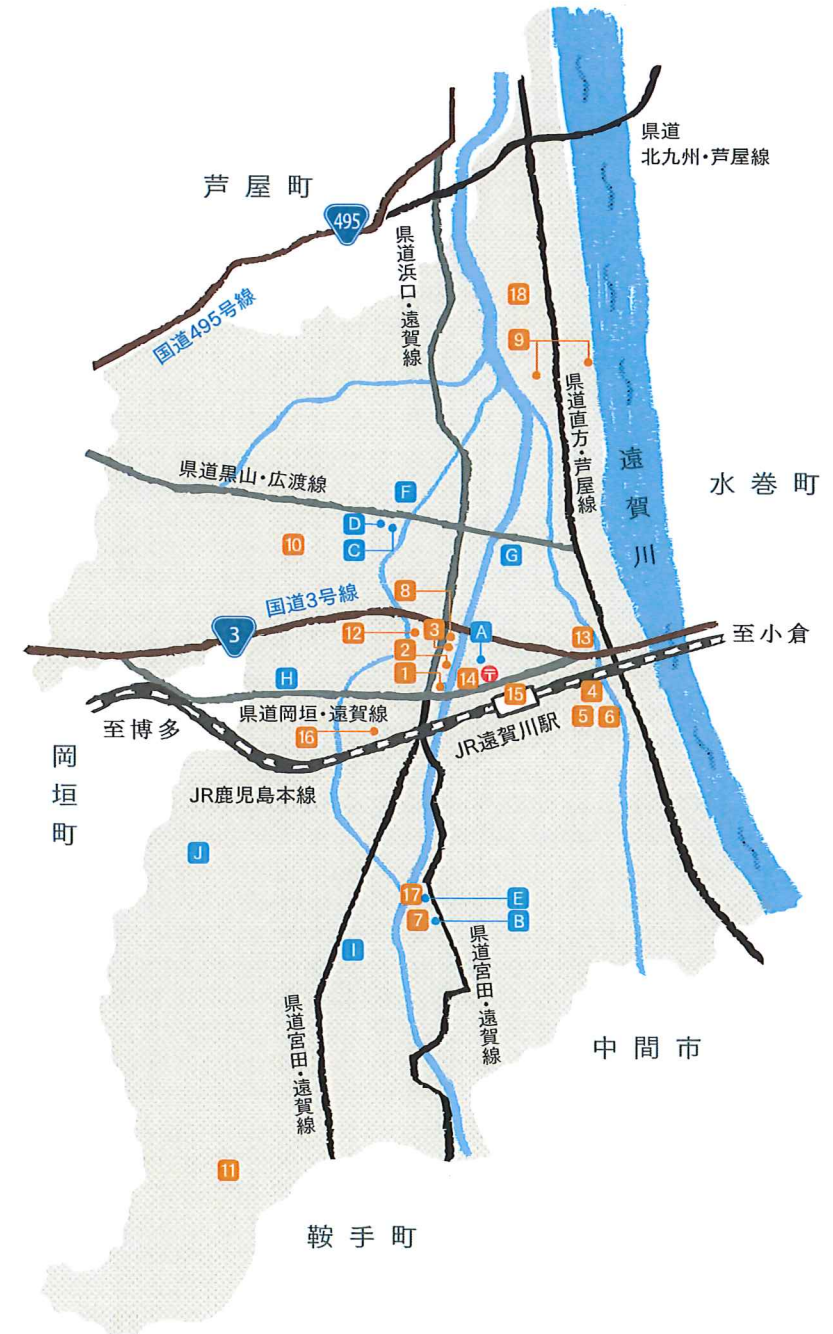 県道
北九州・芦屋線
芦屋町
495
県道浜口・遠賀線
国道495号線
18
9
県道直方・芦屋線
遠賀川
水巻町
県道黒山・広渡線
F
D
C
10
G
8
国道3号線
3
12
3
A
13
至小倉
2
1
14
〒
15
4
H
5
6
県道岡垣・遠賀線
至博多
16
JR遠賀川駅
岡垣町
JR鹿児島本線
J
17
E
7
B
I
県道宮田・遠賀線
県道宮田・遠賀線
中間市
11
鞍手町